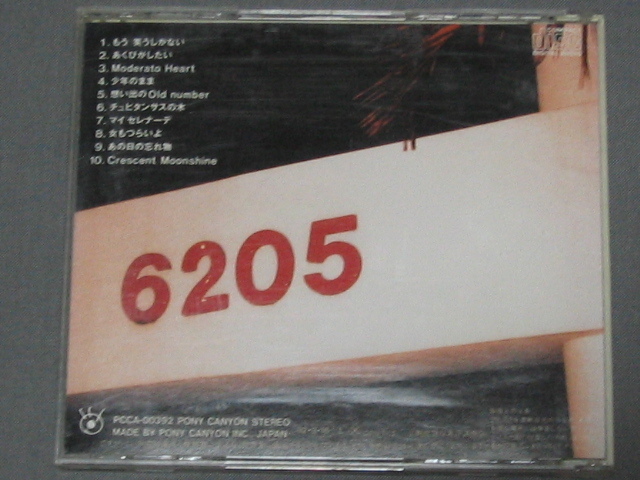 1. もう 笑うしかない
2. あくびがしたい
3. Moderato Heart
4. 少年のまま
5. 想い出のOld number
6. チュヒタンサスの木
7. マイ セレナーデ
8. 女もつらいよ
9. あの日の忘れ物
10. Crescent Moonshine
6205
PCCA-00392 PONY CANYON STEREO
MADE BY PONY CANYON INC. JAPAN